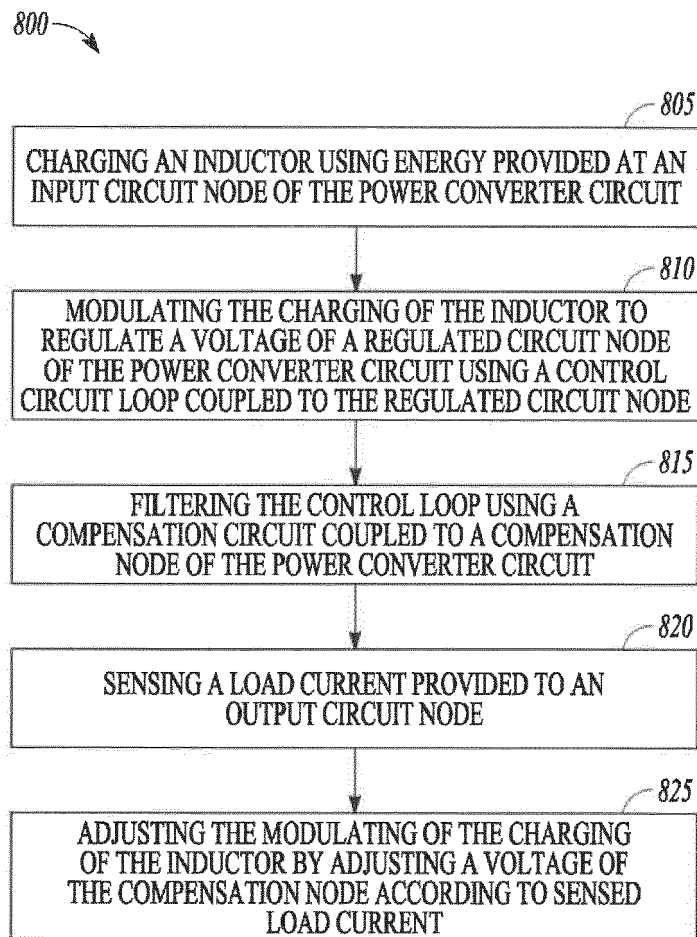 800
805
CHARGING AN INDUCTOR USING ENERGY PROVIDED AT AN
INPUT CIRCUIT NODE OF THE POWER CONVERTER CIRCUIT
810
MODULATING THE CHARGING OF THE INDUCTOR TO
REGULATE A VOLTAGE OF A REGULATED CIRCUIT NODE
OF THE POWER CONVERTER CIRCUIT USING A CONTROL
CIRCUIT LOOP COUPLED TO THE REGULATED CIRCUIT NODE
815
FILTERING THE CONTROL LOOP USING A
COMPENSATION CIRCUIT COUPLED TO A COMPENSATION
NODE OF THE POWER CONVERTER CIRCUIT
820
SENSING A LOAD CURRENT PROVIDED TO AN
OUTPUT CIRCUIT NODE
825
ADJUSTING THE MODULATING OF THE CHARGING
OF THE INDUCTOR BY ADJUSTING A VOLTAGE OF
THE COMPENSATION NODE ACCORDING TO SENSED
LOAD CURRENT